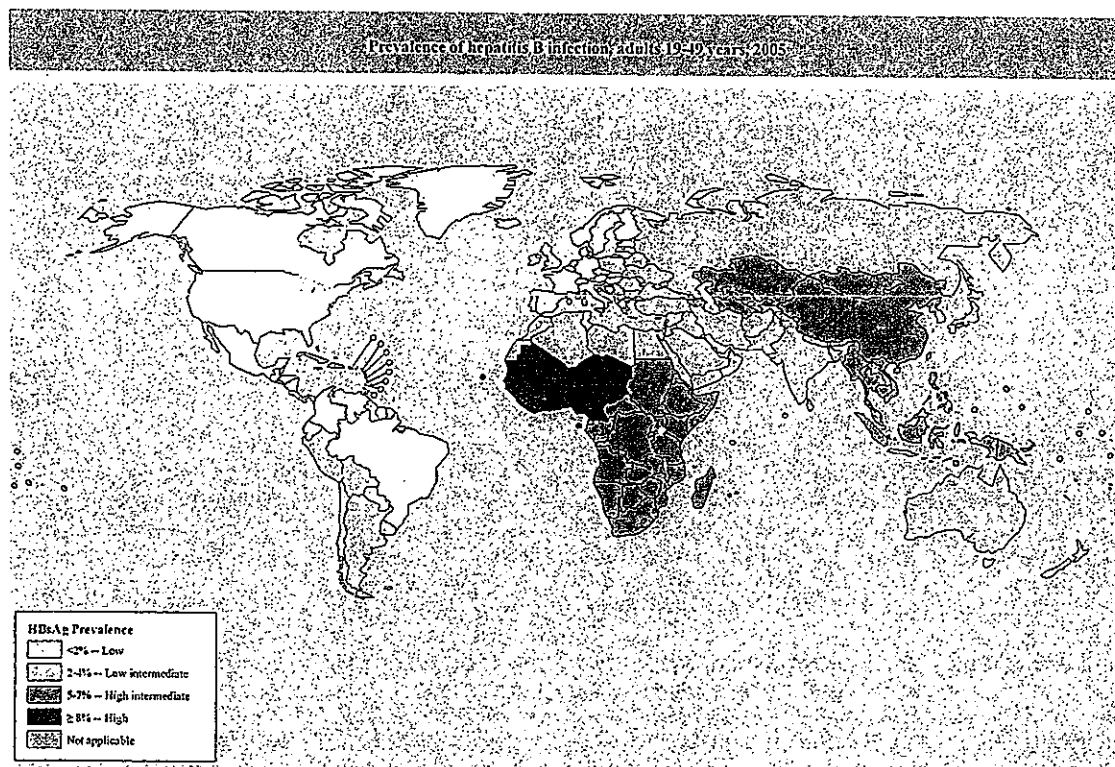 Prevalence of hepatitis B infection, adults 19-49 years, 2005
HBsAg Prevalence
<2% -- Low
2-4% -- Low intermediate
5-7% -- High intermediate
≥ 8% -- High
Not applicable